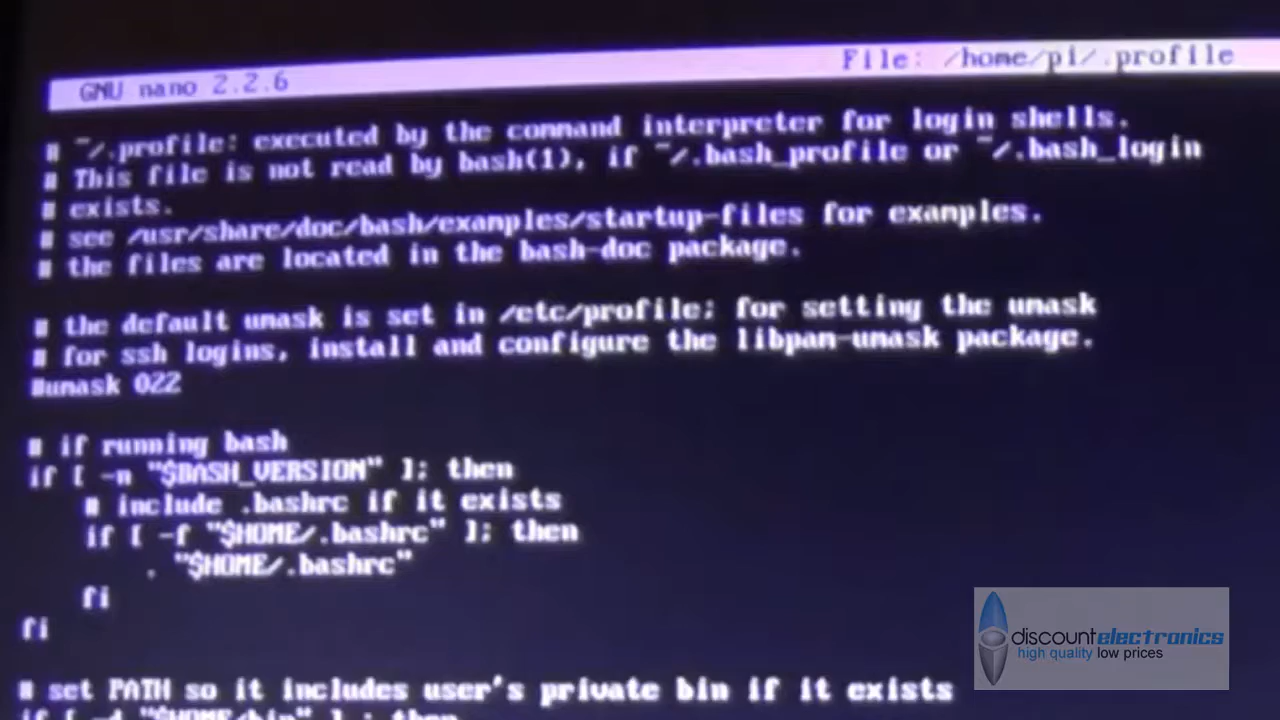 GNU nano 2.2.6 File: /home/pi/.profile
# ~/.profile: executed by the command interpreter for login shells.
# This file is not read by bash(1), if ~/.bash_profile or ~/.bash_login
# exists.
# see /usr/share/doc/bash/examples/startup-files for examples.
# the files are located in the bash-doc package.
# the default umask is set in /etc/profile; for setting the umask
# for ssh logins, install and configure the libpam-umask package.
#umask 022
# if running bash
if [ -n "$BASH_VERSION" ]; then
# include .bashrc if it exists
if [ -f "$HOME/.bashrc" ]; then
. "$HOME/.bashrc"
fi
fi
# set PATH so it includes user's private bin if it exists
if [ -d "$HOME/bin" ] ; then
discountelectronics
high quality low prices